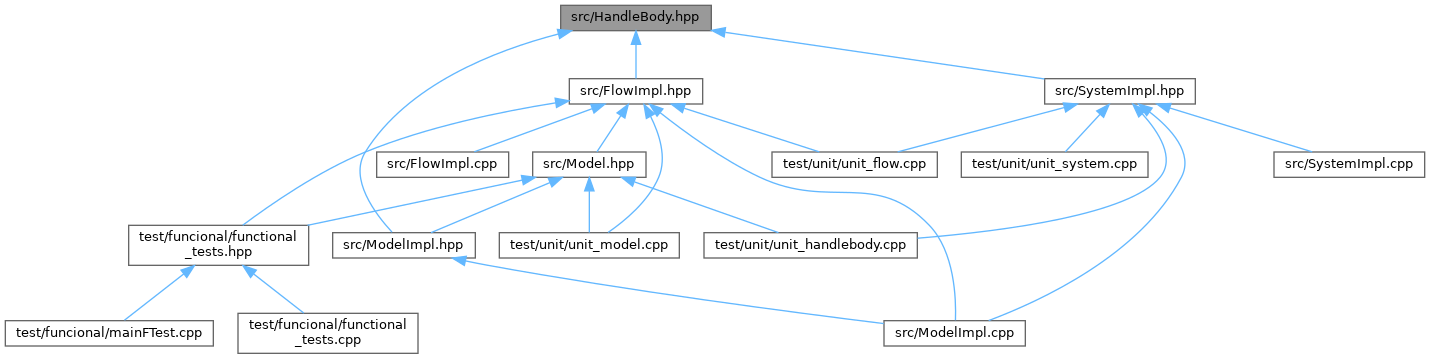 src/HandleBody.hpp
src/FlowImpl.hpp
src/SystemImpl.hpp
src/FlowImpl.cpp
src/Model.hpp
test/unit/unit_flow.cpp
test/unit/unit_system.cpp
src/SystemImpl.cpp
test/funcional/functional
_tests.hpp
src/ModelImpl.hpp
test/unit/unit_model.cpp
test/unit/unit_handlebody.cpp
test/funcional/mainFTest.cpp
test/funcional/functional
_tests.cpp
src/ModelImpl.cpp